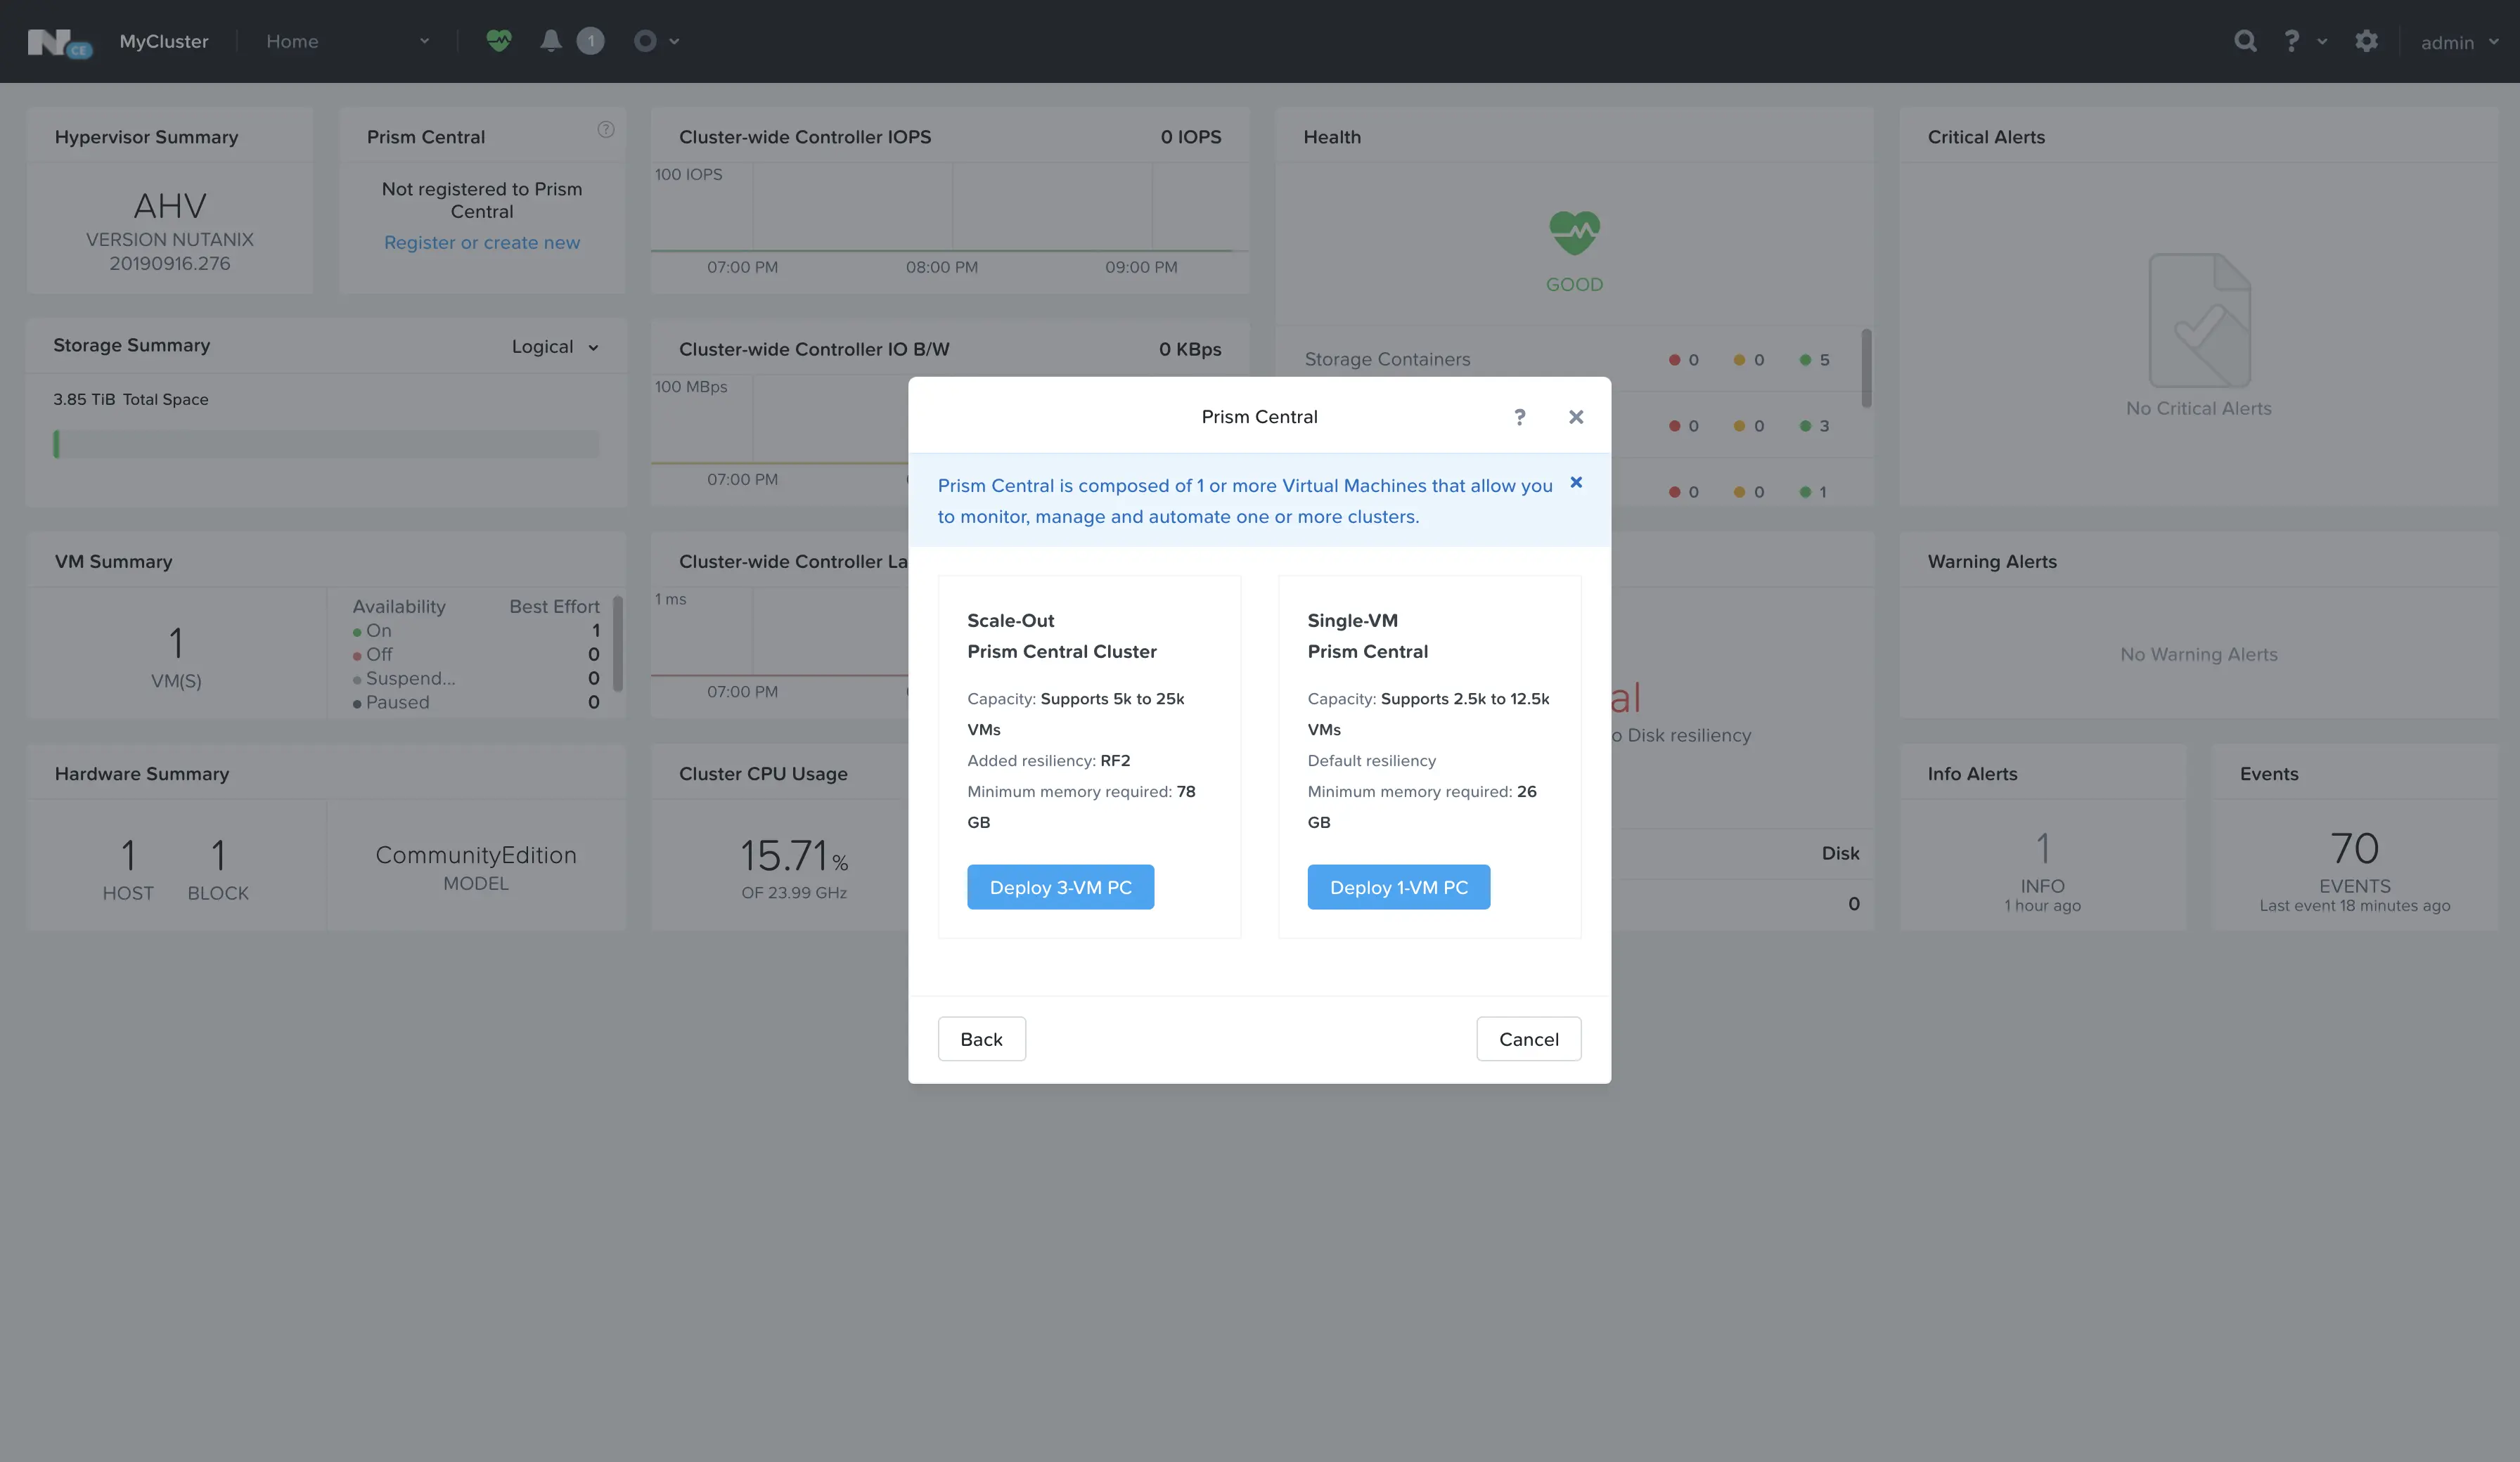 N CE MyCluster Home 1 ? admin
Hypervisor Summary
AHV
VERSION NUTANIX
20190916.276
Prism Central ?
Not registered to Prism
Central
Register or create new
Cluster-wide Controller IOPS 0 IOPS
100 IOPS
07:00 PM 08:00 PM 09:00 PM
Health
GOOD
Storage Containers 0 0 5
0 0 3
0 0 1
Critical Alerts
No Critical Alerts
Storage Summary Logical
3.85 TiB Total Space
Cluster-wide Controller IO B/W 0 KBps
100 MBps
07:00 PM
VM Summary
1
VM(S)
Availability Best Effort
On 1
Off 0
Suspend... 0
Paused 0
Cluster-wide Controller La
1 ms
07:00 PM
al
o Disk resiliency
Disk
0
Warning Alerts
No Warning Alerts
Hardware Summary
1 1
HOST BLOCK
CommunityEdition
MODEL
Cluster CPU Usage
15.71%
OF 23.99 GHz
Info Alerts
1
INFO
1 hour ago
Events
70
EVENTS
Last event 18 minutes ago
Prism Central ? ×
Prism Central is composed of 1 or more Virtual Machines that allow you ×
to monitor, manage and automate one or more clusters.
Scale-Out
Prism Central Cluster
Capacity: Supports 5k to 25k
VMs
Added resiliency: RF2
Minimum memory required: 78
GB
Deploy 3-VM PC
Single-VM
Prism Central
Capacity: Supports 2.5k to 12.5k
VMs
Default resiliency
Minimum memory required: 26
GB
Deploy 1-VM PC
Back Cancel